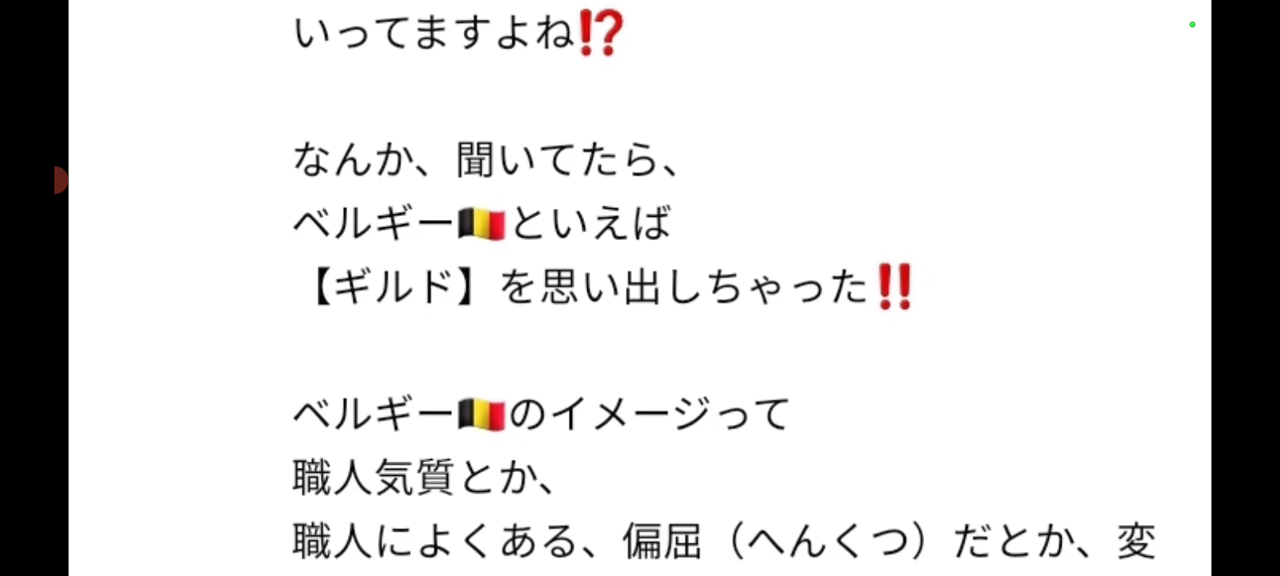 いってますよね⁉️
なんか、聞いてたら、
ベルギー🇧🇪といえば
【ギルド】を思い出しちゃった‼️
ベルギー🇧🇪のイメージって
職人気質とか、
職人によくある、偏屈（へんくつ）だとか、変